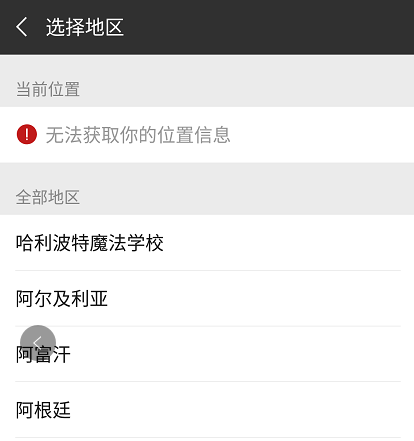 选择地区
当前位置
无法获取你的位置信息
全部地区
哈利波特魔法学校
阿尔及利亚
阿富汗
阿根廷